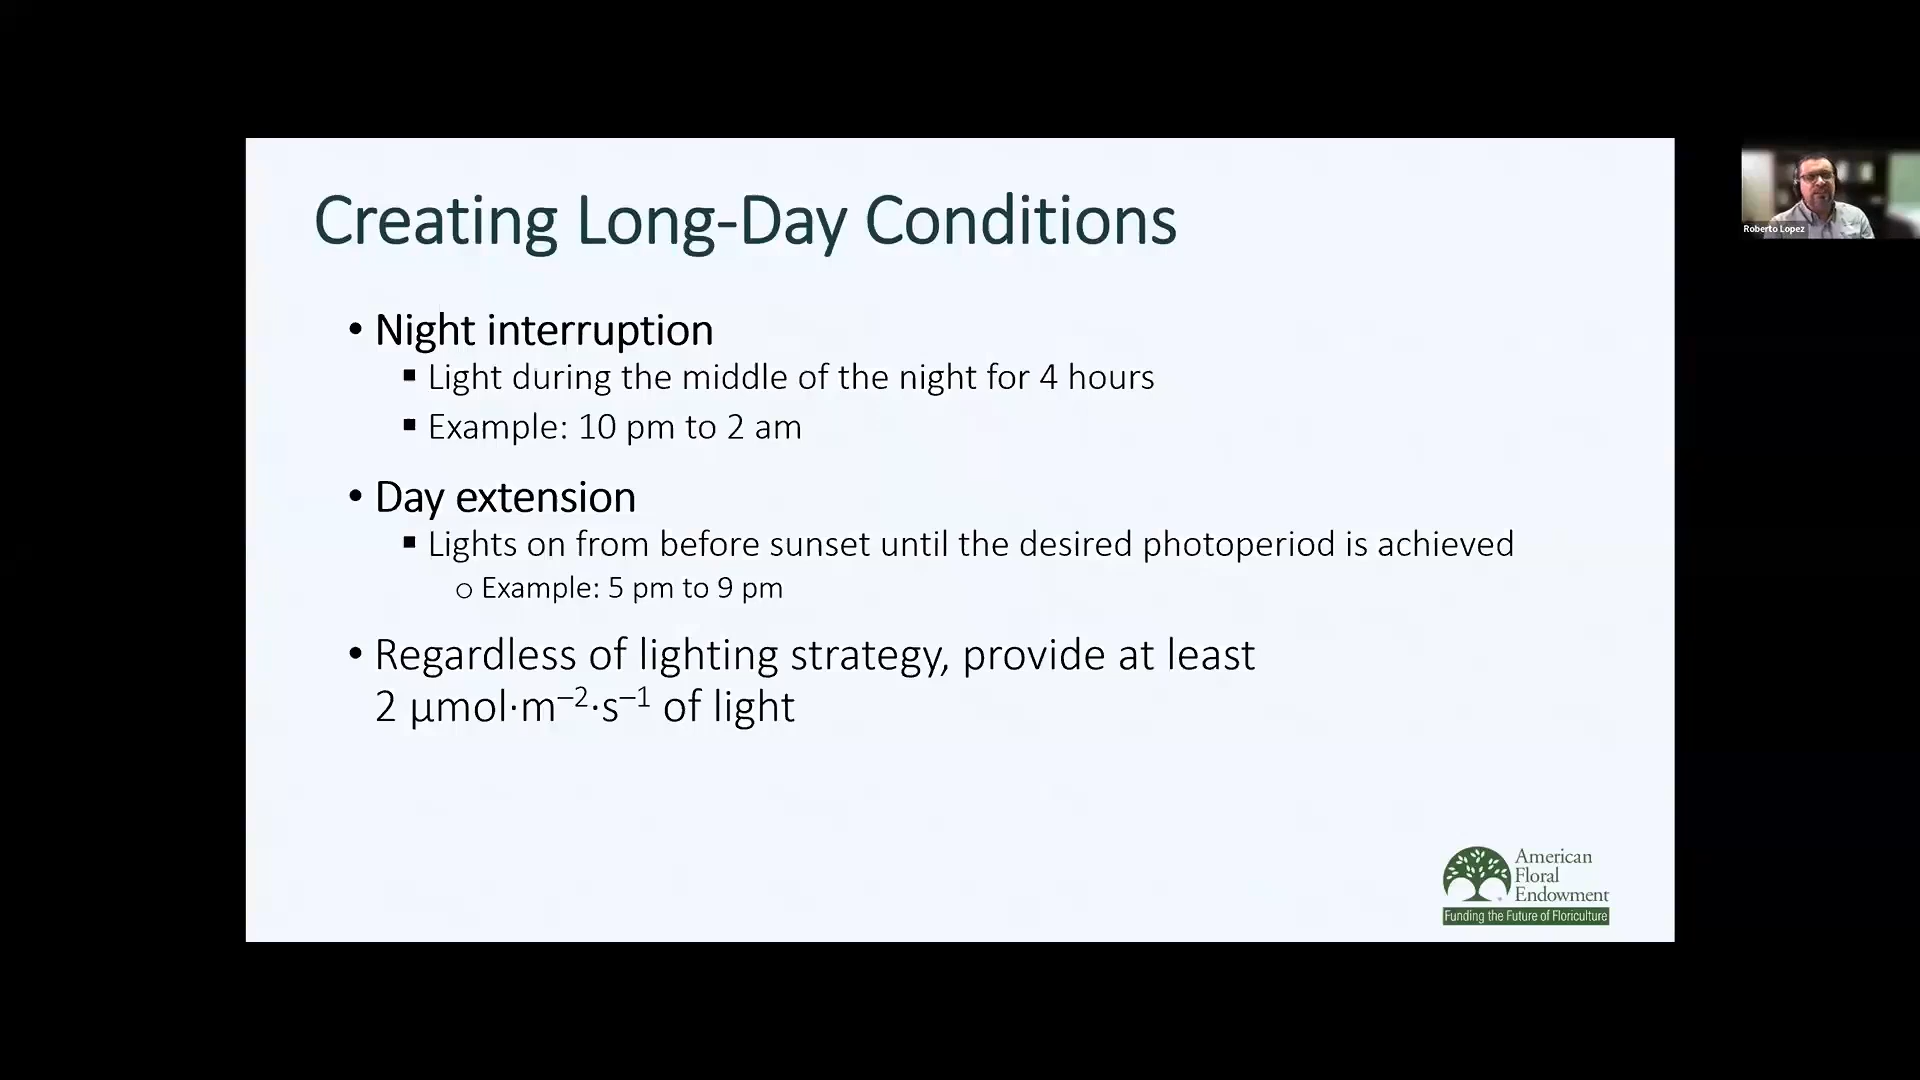 Creating Long-Day Conditions
• Night interruption
▪ Light during the middle of the night for 4 hours
▪ Example: 10 pm to 2 am
• Day extension
▪ Lights on from before sunset until the desired photoperiod is achieved
o Example: 5 pm to 9 pm
• Regardless of lighting strategy, provide at least
2 µmol·m⁻²·s⁻¹ of light
American
Floral
Endowment
Funding the Future of Floriculture
Roberto Lopez